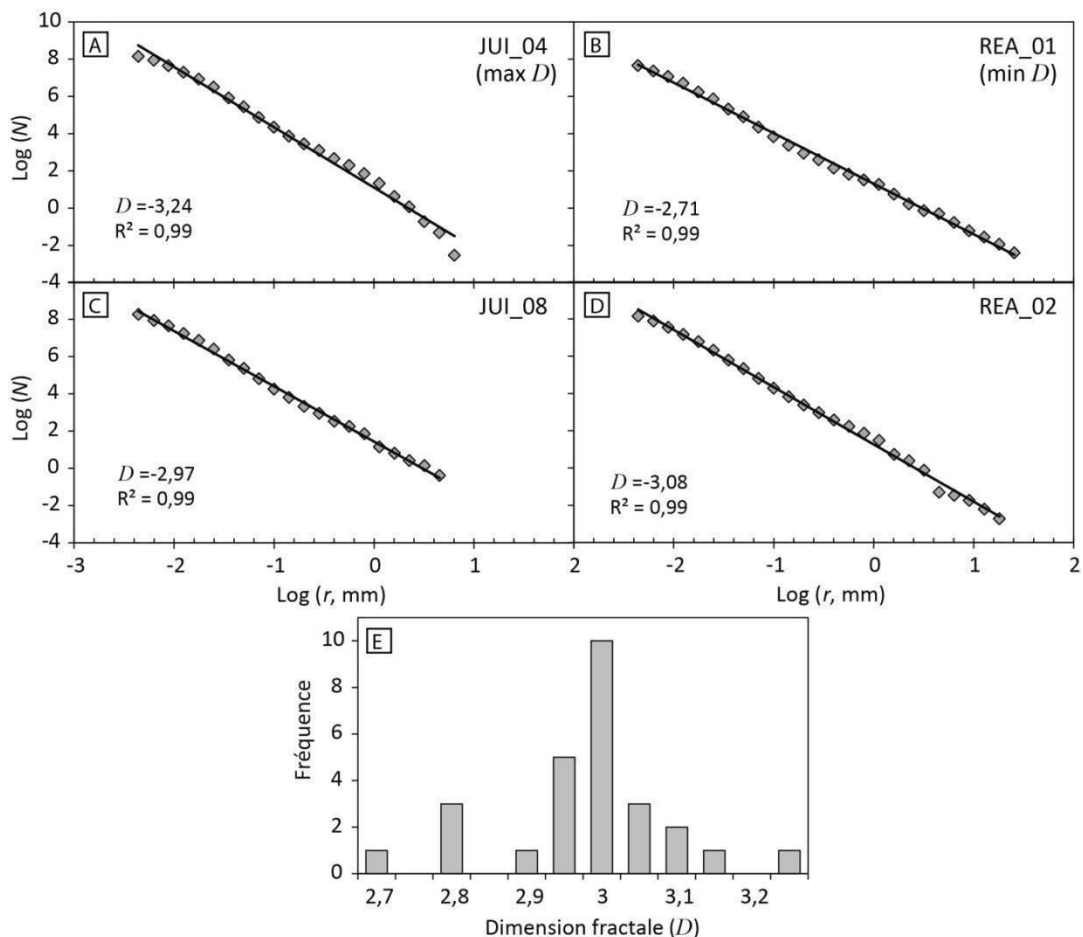 A
JUI_04
(max D)
Log (N)
10
8
6
4
2
0
-2
-4
D =-3,24
R² = 0,99
B
REA_01
(min D)
D =-2,71
R² = 0,99
C
JUI_08
Log (N)
8
6
4
2
0
-2
-4
D =-2,97
R² = 0,99
D
REA_02
D =-3,08
R² = 0,99
-3 -2 -1 0 1 2
-2 -1 0 1 2
Log (r, mm)
Log (r, mm)
E
Fréquence
10
8
6
4
2
0
2,7 2,8 2,9 3 3,1 3,2
Dimension fractale (D)